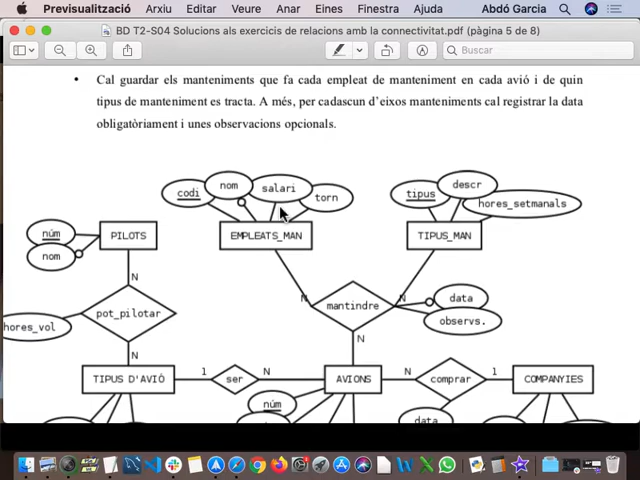 Previsualització Arxiu Editar Veure Anar Eines Finestra Ajuda Abdó Garcia
BD T2-S04 Solucions als exercicis de relacions amb la connectivitat.pdf (pàgina 5 de 8)
Buscar
• Cal guardar els manteniments que fa cada empleat de manteniment en cada avió i de quin
tipus de manteniment es tracta. A més, per cadascun d'eixos manteniments cal registrar la data
obligatòriament i unes observacions opcionals.
codi nom salari torn tipus descr hores_setmanals
núm PILOTS EMPLEATS_MAN TIPUS_MAN
nom
N
N N
hores_vol pot_pilotar mantindre data
observs.
N N
TIPUS D'AVIÓ 1 ser N AVIONS N comprar 1 COMPANYIES
núm
data